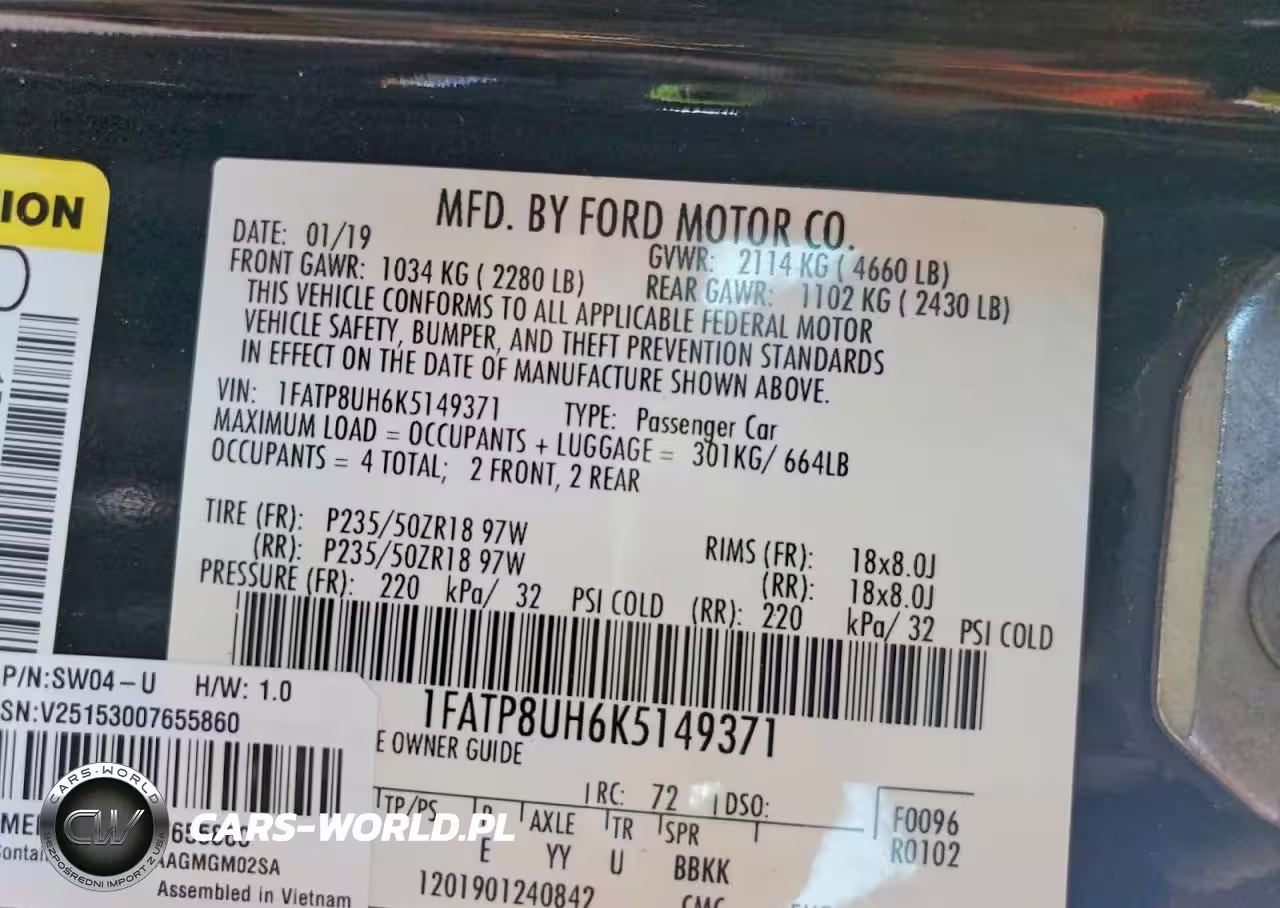 ION
MFD. BY FORD MOTOR CO.
DATE: 01/19
GVWR: 2114 KG ( 4660 LB)
FRONT GAWR: 1034 KG ( 2280 LB)
REAR GAWR: 1102 KG ( 2430 LB)
THIS VEHICLE CONFORMS TO ALL APPLICABLE FEDERAL MOTOR
VEHICLE SAFETY, BUMPER, AND THEFT PREVENTION STANDARDS
IN EFFECT ON THE DATE OF MANUFACTURE SHOWN ABOVE.
VIN: 1FATP8UH6K5149371 TYPE: Passenger Car
MAXIMUM LOAD = OCCUPANTS + LUGGAGE = 301KG/ 664LB
OCCUPANTS = 4 TOTAL; 2 FRONT, 2 REAR
TIRE (FR): P235/50ZR18 97W RIMS (FR): 18x8.0J
(RR): P235/50ZR18 97W (RR): 18x8.0J
PRESSURE (FR): 220 kPa/ 32 PSI COLD (RR): 220 kPa/ 32 PSI COLD
1FATP8UH6K5149371
E OWNER GUIDE
P/N:SW04-U H/W: 1.0
SN:V25153007655860
RC: 72 DSO:
TP/PS R AXLE TR SPR
E YY U BBKK
F0096
R0102
1201901240842
AAGMGM02SA
Assembled in Vietnam
CARS-WORLD
CW
BEZPOŚREDNI IMPORT Z USA
CARS-WORLD.PL